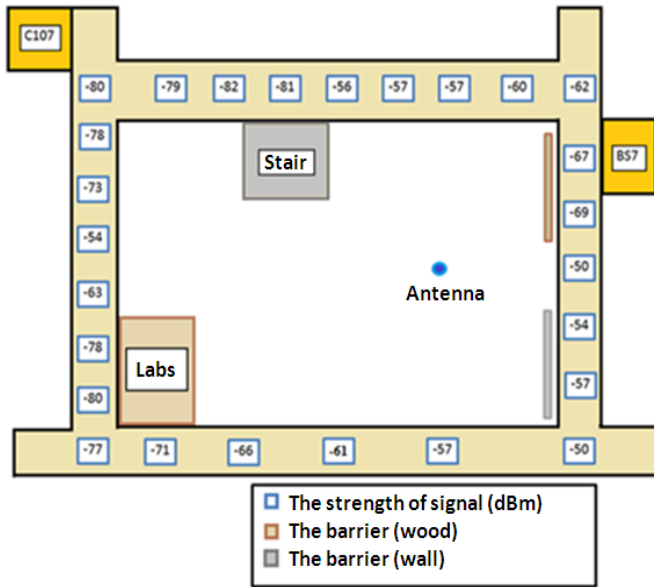 C107
-80 -79 -82 -81 -56 -57 -57 -60 -62
-78
Stair
-67
BS7
-73
-69
-54
-50
Antenna
-63
-54
-78
Labs
-57
-80
-77 -71 -66 -61 -57 -50
The strength of signal (dBm)
The barrier (wood)
The barrier (wall)